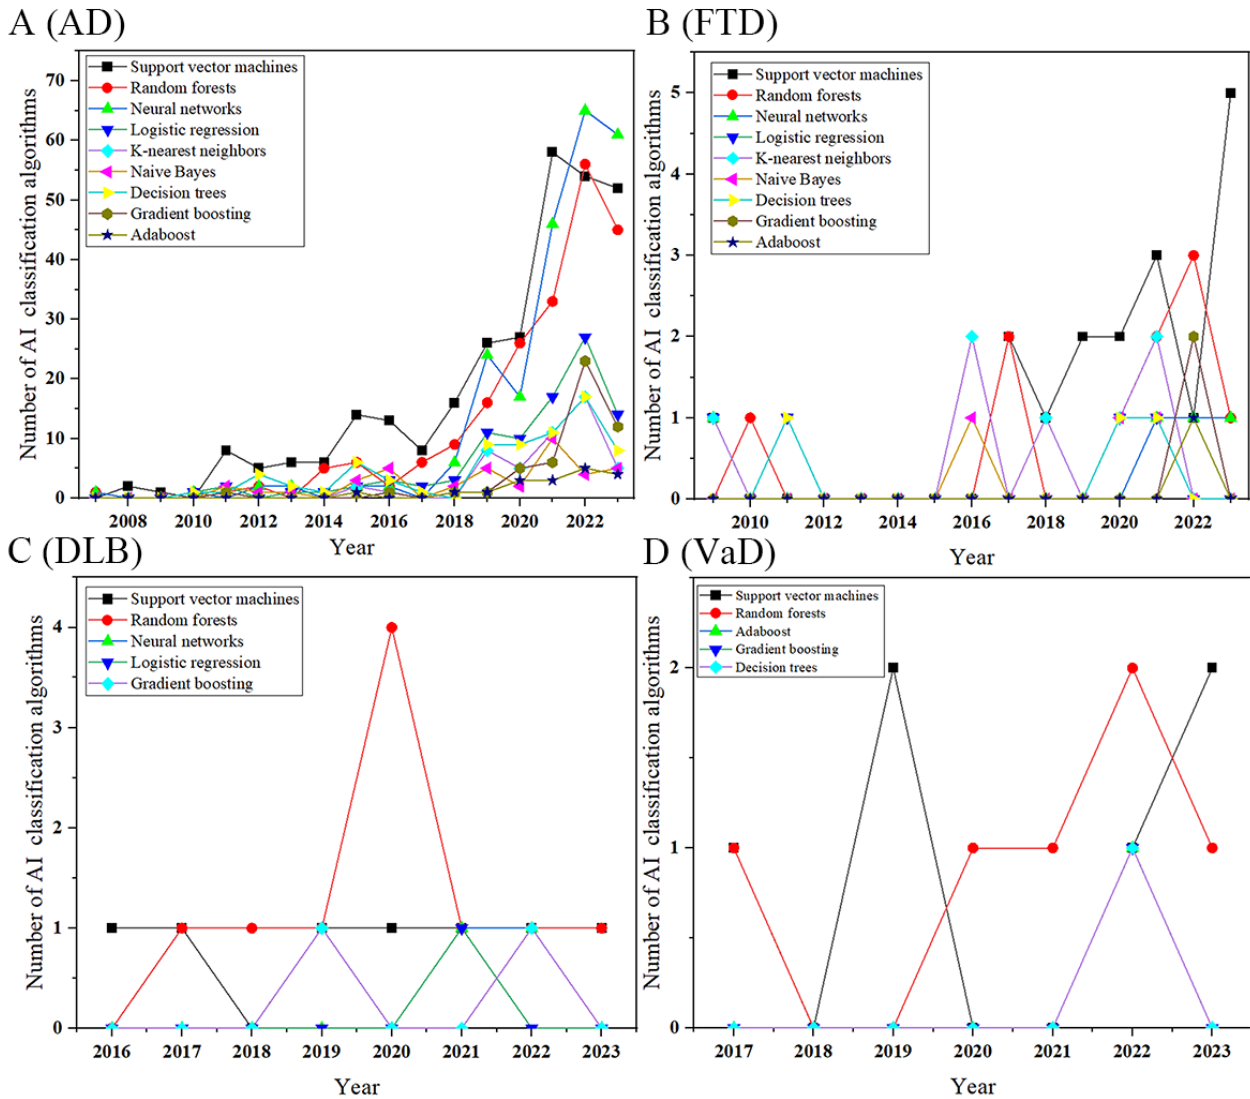 A (AD)
Number of AI classification algorithms
70
60
50
40
30
20
10
0
Support vector machines
Random forests
Neural networks
Logistic regression
K-nearest neighbors
Naive Bayes
Decision trees
Gradient boosting
Adaboost
2008 2010 2012 2014 2016 2018 2020 2022
Year
B (FTD)
Number of AI classification algorithms
5
4
3
2
1
0
Support vector machines
Random forests
Neural networks
Logistic regression
K-nearest neighbors
Naive Bayes
Decision trees
Gradient boosting
Adaboost
2010 2012 2014 2016 2018 2020 2022
Year
C (DLB)
Number of AI classification algorithms
4
3
2
1
0
Support vector machines
Random forests
Neural networks
Logistic regression
Gradient boosting
2016 2017 2018 2019 2020 2021 2022 2023
Year
D (VaD)
Number of AI classification algorithms
2
1
0
Support vector machines
Random forests
Adaboost
Gradient boosting
Decision trees
2017 2018 2019 2020 2021 2022 2023
Year